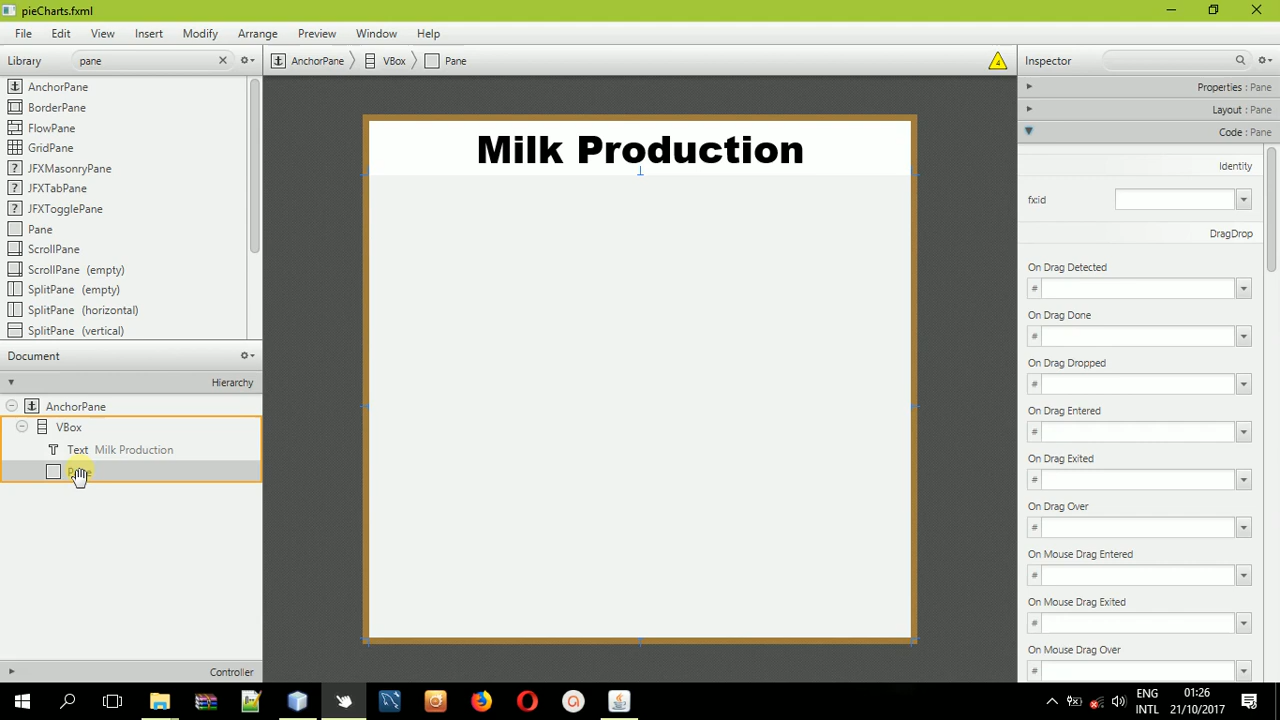 pieCharts.fxml
File Edit View Insert Modify Arrange Preview Window Help
Library pane
AnchorPane VBox Pane
4
Inspector
AnchorPane
BorderPane
FlowPane
GridPane
JFXMasonryPane
JFXTabPane
JFXTogglePane
Pane
ScrollPane
ScrollPane (empty)
SplitPane (empty)
SplitPane (horizontal)
SplitPane (vertical)
Document
Hierarchy
AnchorPane
VBox
Text Milk Production
Pane
Controller
Milk Production
Properties : Pane
Layout : Pane
Code : Pane
Identity
fx:id
DragDrop
On Drag Detected
#
On Drag Done
#
On Drag Dropped
#
On Drag Entered
#
On Drag Exited
#
On Drag Over
#
On Mouse Drag Entered
#
On Mouse Drag Exited
#
On Mouse Drag Over
#
ENG
INTL
01:26
21/10/2017